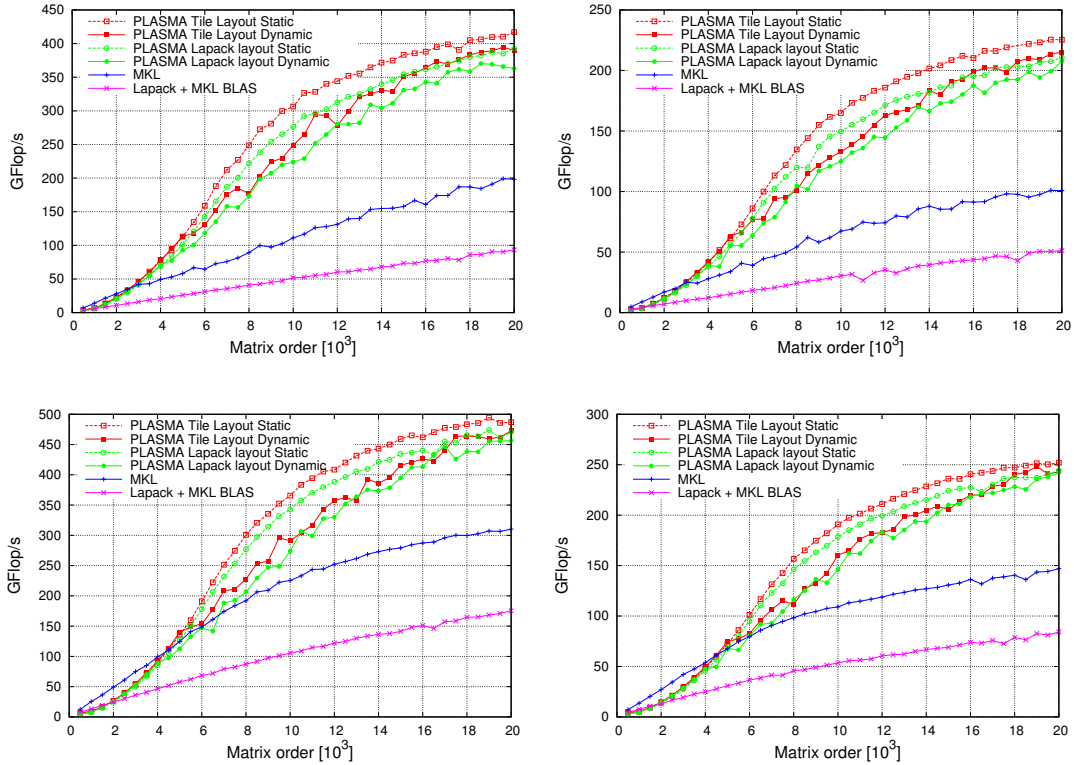 450
400
350
300
250
200
150
100
50
0
GFlop/s
PLASMA Tile Layout Static
PLASMA Tile Layout Dynamic
PLASMA Lapack layout Static
PLASMA Lapack layout Dynamic
MKL
Lapack + MKL BLAS
0 2 4 6 8 10 12 14 16 18 20
Matrix order [10³]
250
200
150
100
50
0
GFlop/s
PLASMA Tile Layout Static
PLASMA Tile Layout Dynamic
PLASMA Lapack layout Static
PLASMA Lapack layout Dynamic
MKL
Lapack + MKL BLAS
0 2 4 6 8 10 12 14 16 18 20
Matrix order [10³]
500
450
400
350
300
250
200
150
100
50
0
GFlop/s
PLASMA Tile Layout Static
PLASMA Tile Layout Dynamic
PLASMA Lapack layout Static
PLASMA Lapack layout Dynamic
MKL
Lapack + MKL BLAS
0 2 4 6 8 10 12 14 16 18 20
Matrix order [10³]
300
250
200
150
100
50
0
GFlop/s
PLASMA Tile Layout Static
PLASMA Tile Layout Dynamic
PLASMA Lapack layout Static
PLASMA Lapack layout Dynamic
MKL
Lapack + MKL BLAS
0 2 4 6 8 10 12 14 16 18 20
Matrix order [10³]